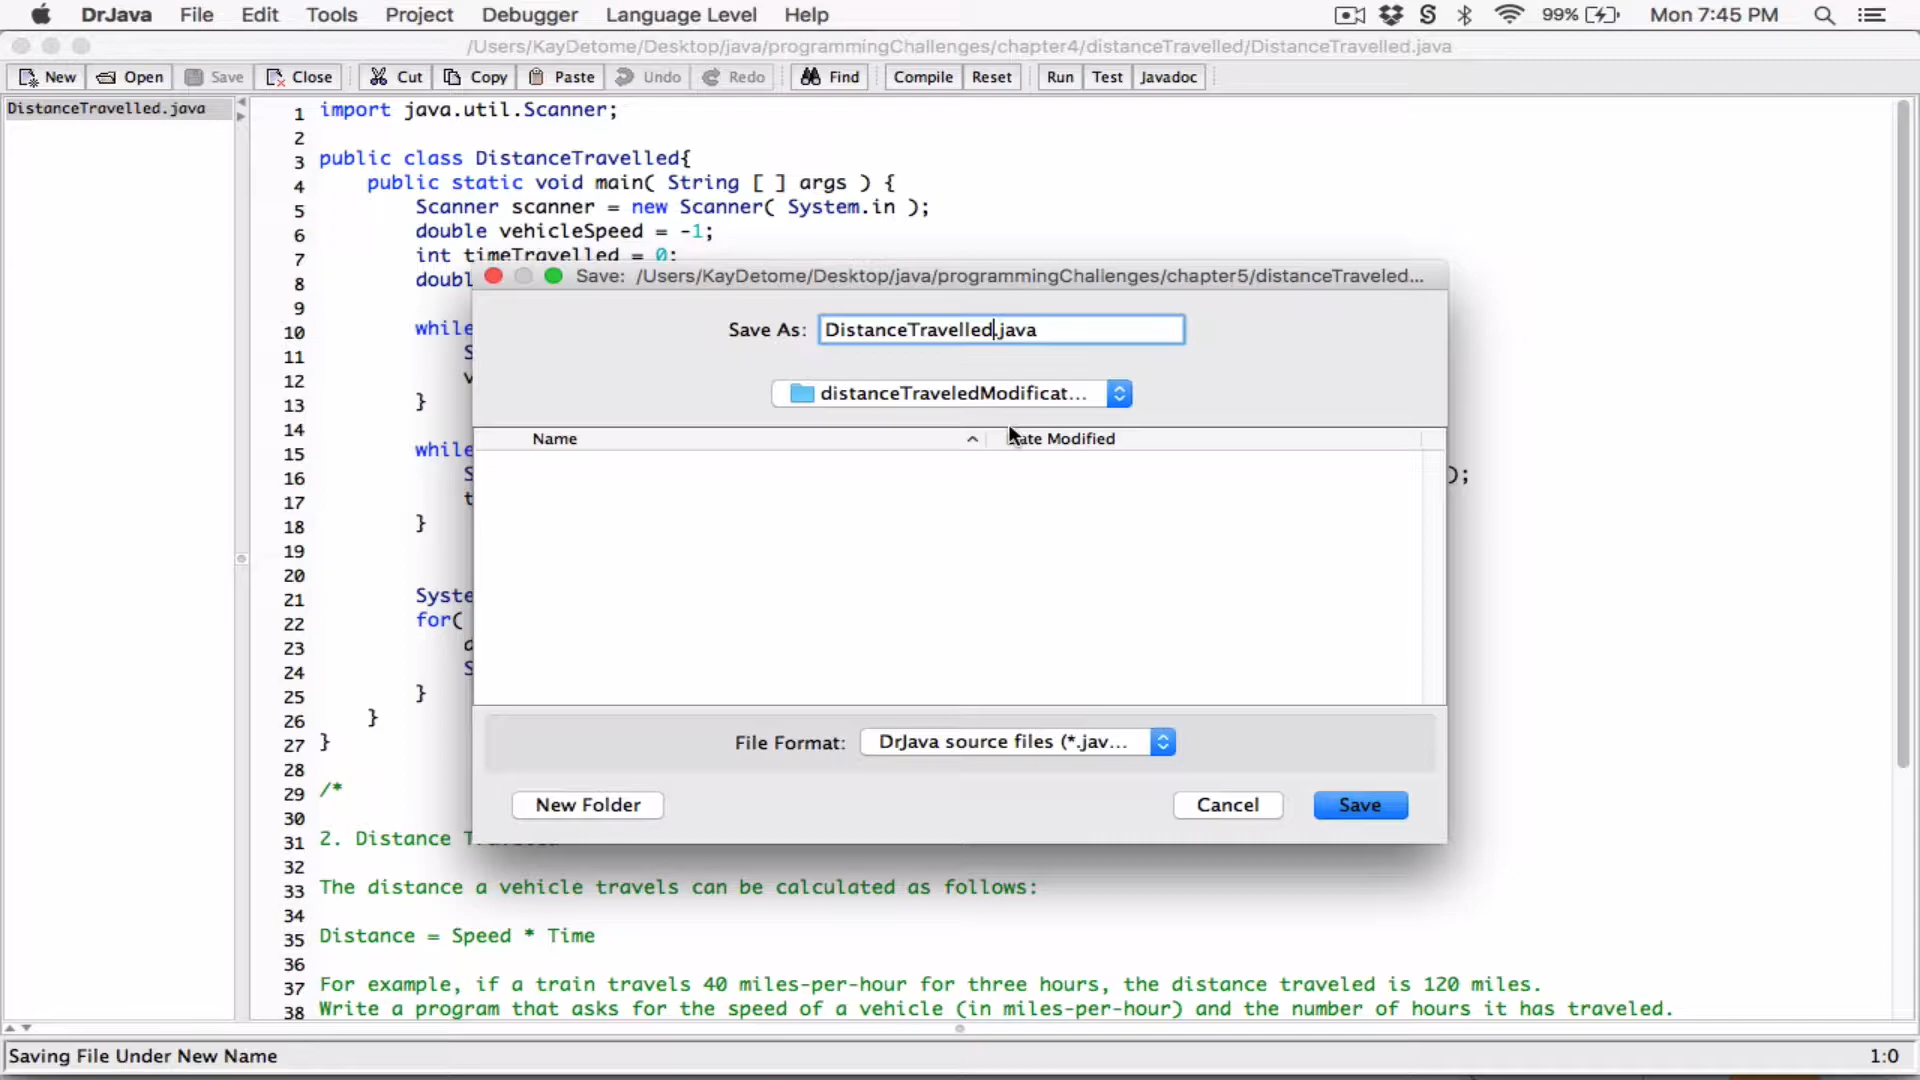 DrJava File Edit Tools Project Debugger Language Level Help 99% Mon 7:45 PM
/Users/KayDetome/Desktop/java/programmingChallenges/chapter4/distanceTravelled/DistanceTravelled.java
New Open Save Close Cut Copy Paste Undo Redo Find Compile Reset Run Test Javadoc
DistanceTravelled.java
1 import java.util.Scanner;
2
3 public class DistanceTravelled{
4 public static void main( String [ ] args ) {
5 Scanner scanner = new Scanner( System.in );
6 double vehicleSpeed = -1;
7 int timeTravelled = 0;
8 doubl
9
10 while
11 S
12 v
13 }
14
15 while
16 S );
17 t
18 }
19
20
21 Syste
22 for(
23
24 S
25 }
26 }
27 }
28
29 /*
30
31 2. Distance
32
33 The distance a vehicle travels can be calculated as follows:
34
35 Distance = Speed * Time
36
37 For example, if a train travels 40 miles-per-hour for three hours, the distance traveled is 120 miles.
38 Write a program that asks for the speed of a vehicle (in miles-per-hour) and the number of hours it has traveled.
Save: /Users/KayDetome/Desktop/java/programmingChallenges/chapter5/distanceTraveled...
Save As: DistanceTravelled.java
distanceTraveledModificat...
Name Date Modified
File Format: DrJava source files (*.jav...
New Folder Cancel Save
Saving File Under New Name 1:0